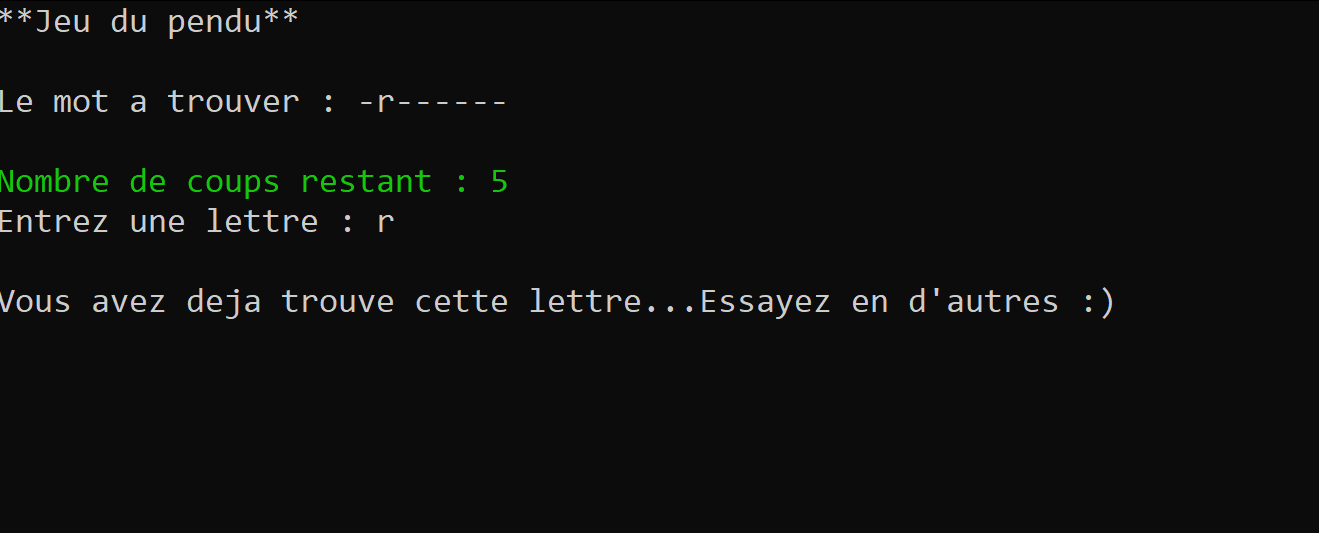 **Jeu du pendu**
Le mot a trouver : -r------
Nombre de coups restant : 5
Entrez une lettre : r
Vous avez deja trouve cette lettre...Essayez en d'autres :)